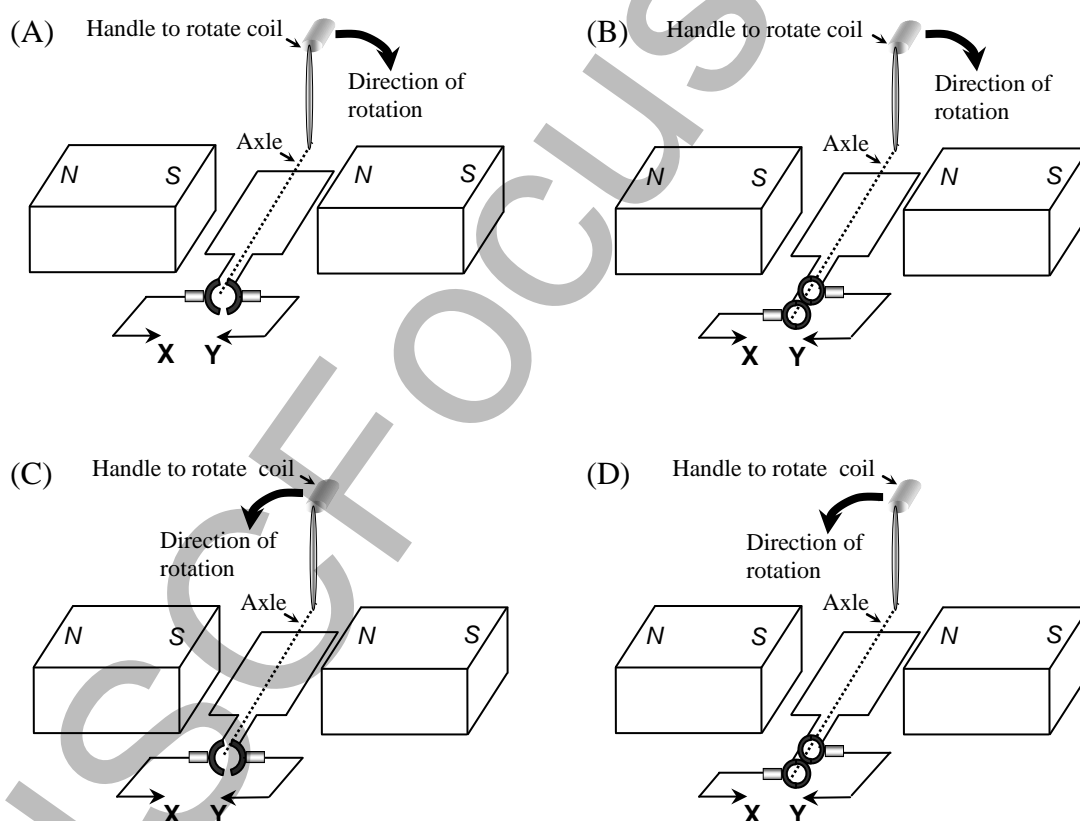 (A)
Handle to rotate coil
Direction of
rotation
Axle
N S N S
X Y
(B)
Handle to rotate coil
Direction of
rotation
Axle
N S N S
X Y
(C)
Handle to rotate coil
Direction of
rotation
Axle
N S N S
X Y
(D)
Handle to rotate coil
Direction of
rotation
Axle
N S N S
X Y
SCFocus